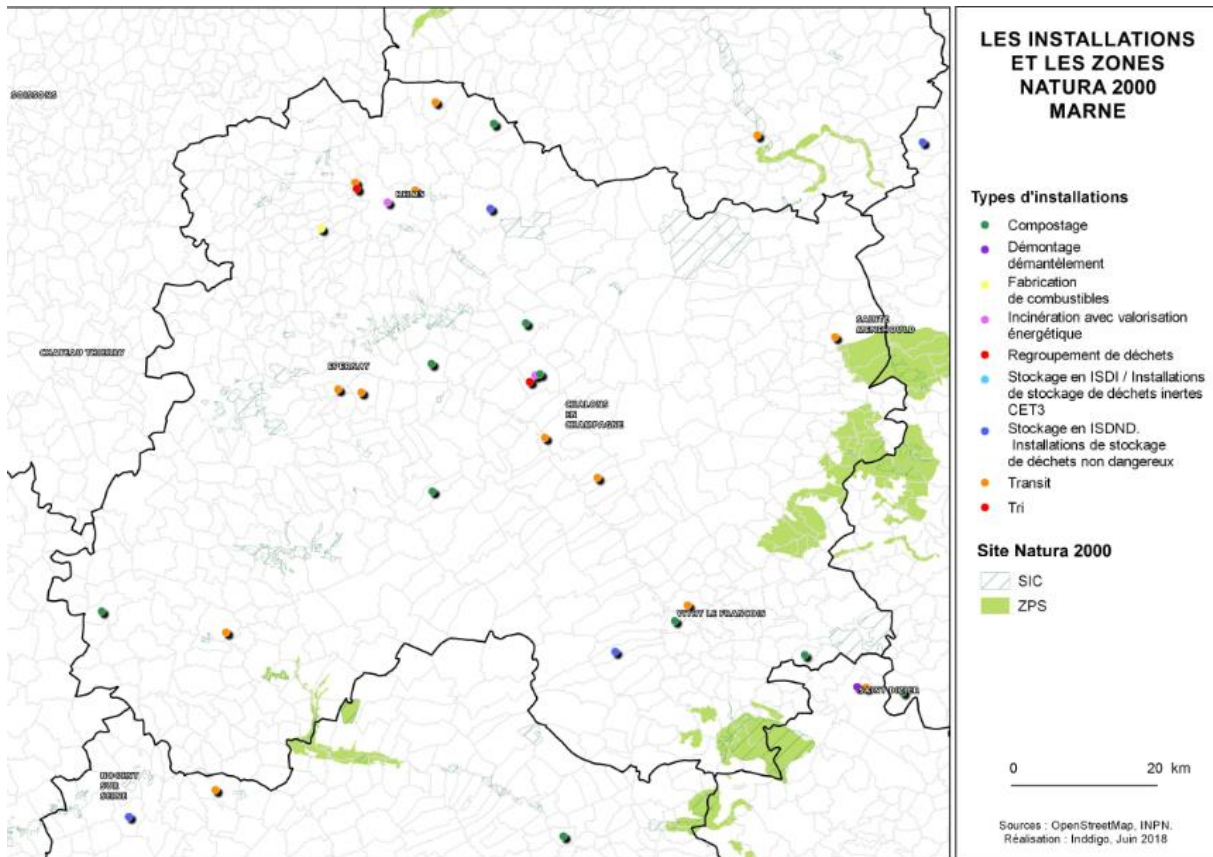 SOISSONS
REIMS
CHATEAU THIERRY
EPERNAY
SAINTE
MENEHOULD
CHALONS
EN
CHAMPAGNE
VITRY LE FRANCOIS
SAINT DIZIER
NOGENT
SUR
SEINE
LES INSTALLATIONS
ET LES ZONES
NATURA 2000
MARNE
Types d'installations
Compostage
Démontage
démantèlement
Fabrication
de combustibles
Incinération avec valorisation
énergétique
Regroupement de déchets
Stockage en ISDI / Installations
de stockage de déchets inertes
CET3
Stockage en ISDND.
Installations de stockage
de déchets non dangereux
Transit
Tri
Site Natura 2000
SIC
ZPS
0 20 km
Sources : OpenStreetMap, INPN.
Réalisation : Inddigo, Juin 2018